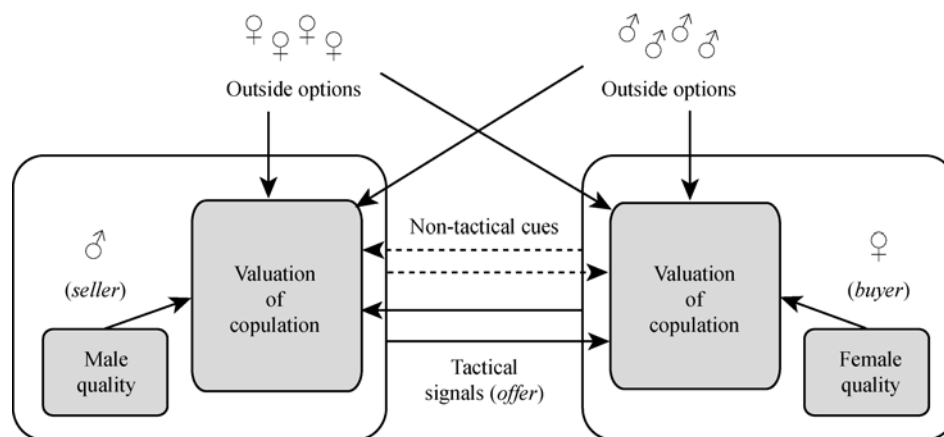 ♀ ♀ ♀ ♀
Outside options
♂ ♂ ♂ ♂
Outside options
♂
(seller)
Male
quality
Valuation
of
copulation
Non-tactical cues
Tactical
signals (offer)
Valuation
of
copulation
♀
(buyer)
Female
quality